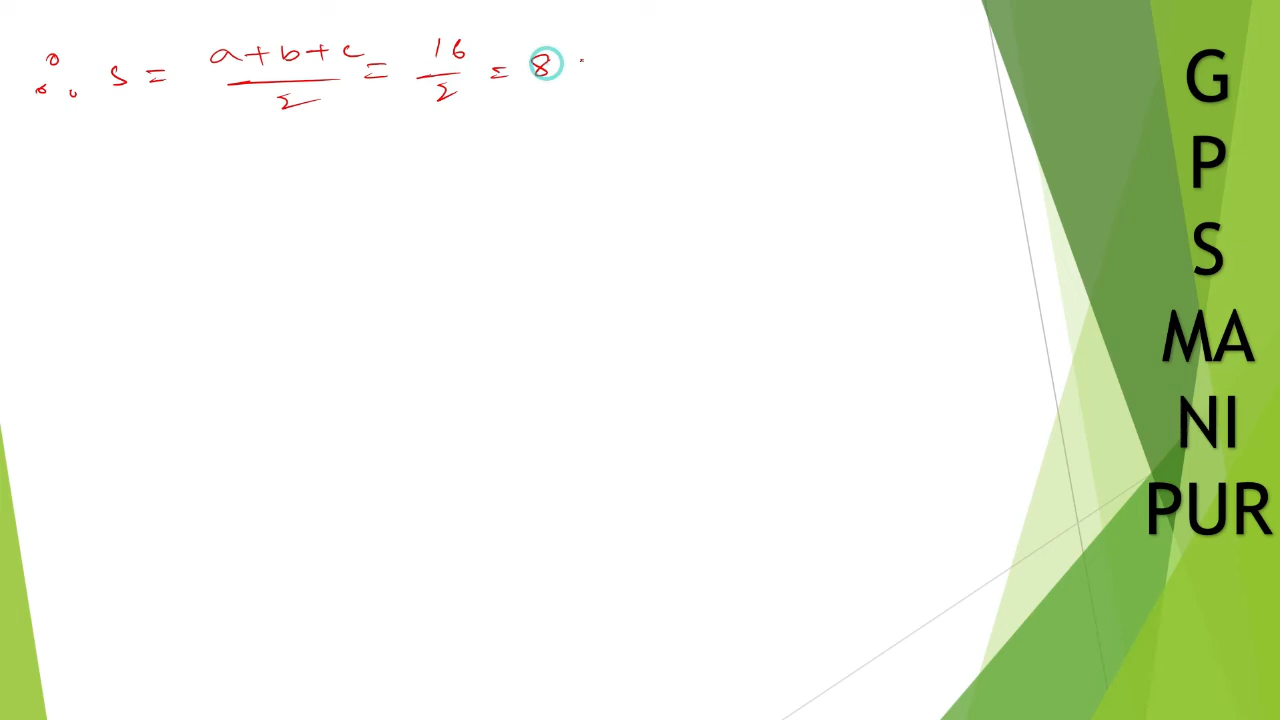 ∴ s = a+b+c/2 = 16/2 = 8
G
P
S
MA
NI
PUR